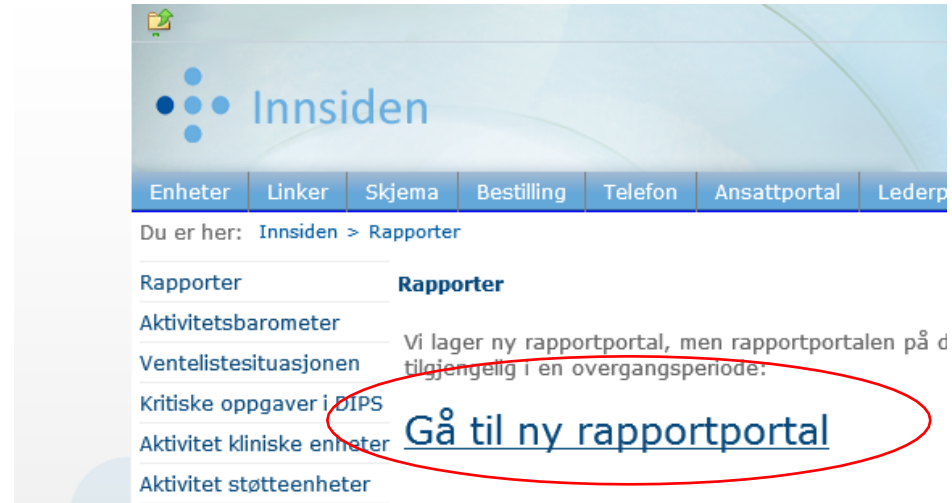 Innsiden
Enheter Linker Skjema Bestilling Telefon Ansattportal
Du er her: Innsiden > Rapporter
Rapporter
Aktivitetsbarometer
Ventelistesituasjonen
Kritiske oppgaver i DIPS
Aktivitet kliniske enheter
Aktivitet støtteenheter
Rapporter
Vi lager ny rapportportal, men rapportportalen på
tilgjengelig i en overgangsperiode:
Gå til ny rapportportal